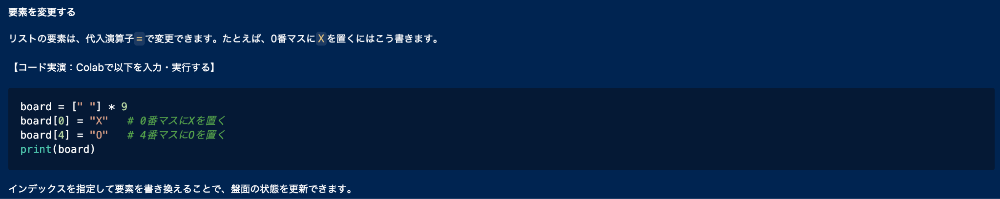 要素を変更する
リストの要素は、代入演算子=で変更できます。たとえば、0番マスにXを置くにはこう書きます。
【コード実演：Colabで以下を入力・実行する】
board = [" "] * 9
board[0] = "X"   # 0番マスにXを置く
board[4] = "O"   # 4番マスにOを置く
print(board)
インデックスを指定して要素を書き換えることで、盤面の状態を更新できます。